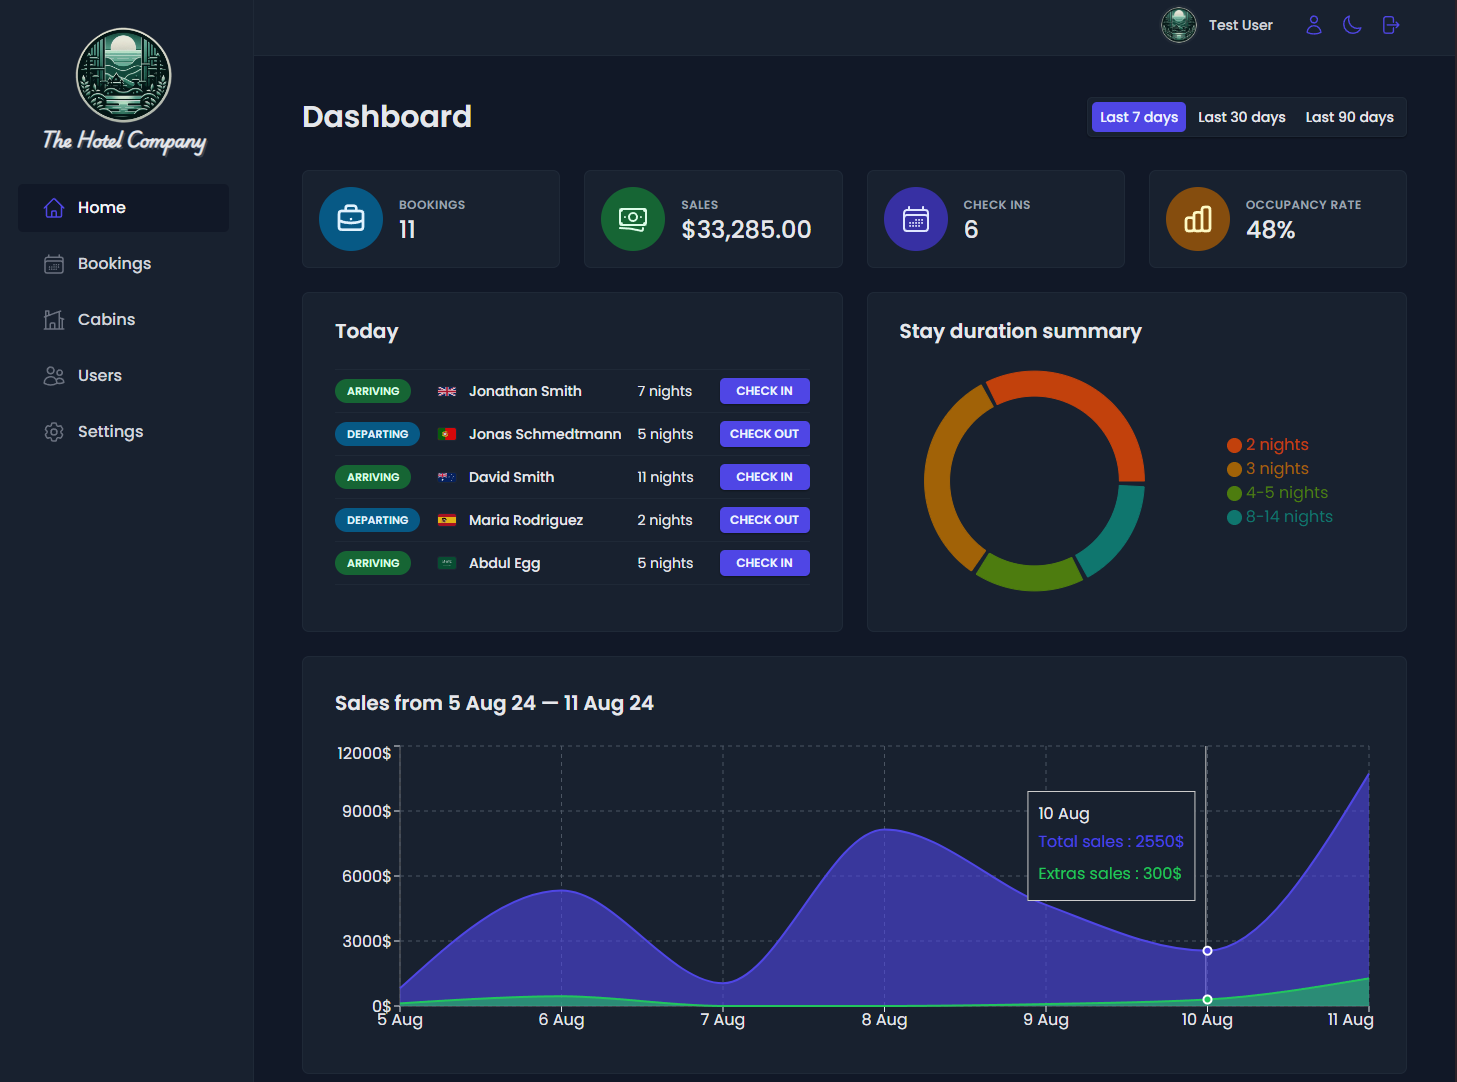 The Hotel Company
Home
Bookings
Cabins
Users
Settings
Test User
Dashboard
Last 7 days Last 30 days Last 90 days
BOOKINGS
11
SALES
$33,285.00
CHECK INS
6
OCCUPANCY RATE
48%
Today
ARRIVING Jonathan Smith 7 nights CHECK IN
DEPARTING Jonas Schmedtmann 5 nights CHECK OUT
ARRIVING David Smith 11 nights CHECK IN
DEPARTING Maria Rodriguez 2 nights CHECK OUT
ARRIVING Abdul Egg 5 nights CHECK IN
Stay duration summary
2 nights
3 nights
4-5 nights
8-14 nights
Sales from 5 Aug 24 — 11 Aug 24
12000$
9000$
6000$
3000$
0$
10 Aug
Total sales : 2550$
Extras sales : 300$
5 Aug 6 Aug 7 Aug 8 Aug 9 Aug 10 Aug 11 Aug